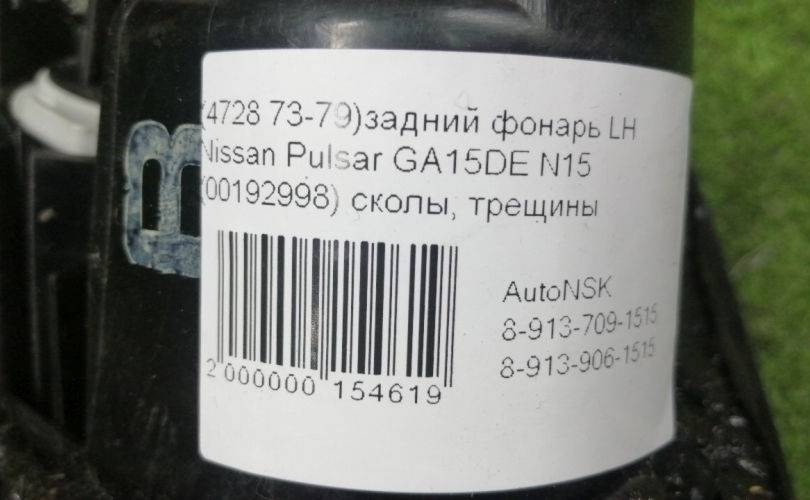 (4728 73-79)задний фонарь LH
Nissan Pulsar GA15DE N15
(00192998) сколы, трещины
AutoNSK
8-913-709-1515
8-913-906-1515
2 000000 154619
B